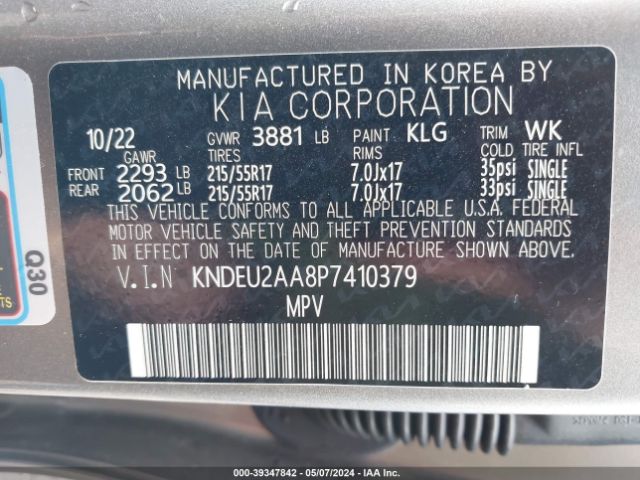 MANUFACTURED IN KOREA BY
KIA CORPORATION
10/22 GVWR 3881 LB PAINT KLG TRIM WK
GAWR TIRES RIMS COLD TIRE INFL
FRONT 2293 LB 215/55R17 7.0Jx17 35psi SINGLE
REAR 2062 LB 215/55R17 7.0Jx17 33psi SINGLE
THIS VEHICLE CONFORMS TO ALL APPLICABLE U.S.A. FEDERAL
MOTOR VEHICLE SAFETY AND THEFT PREVENTION STANDARDS
IN EFFECT ON THE DATE OF MANUFACTURE SHOWN ABOVE.
V.I.N KNDEU2AA8P7410379
MPV
Q30
000-39347842 - 05/07/2024 - IAA Inc.